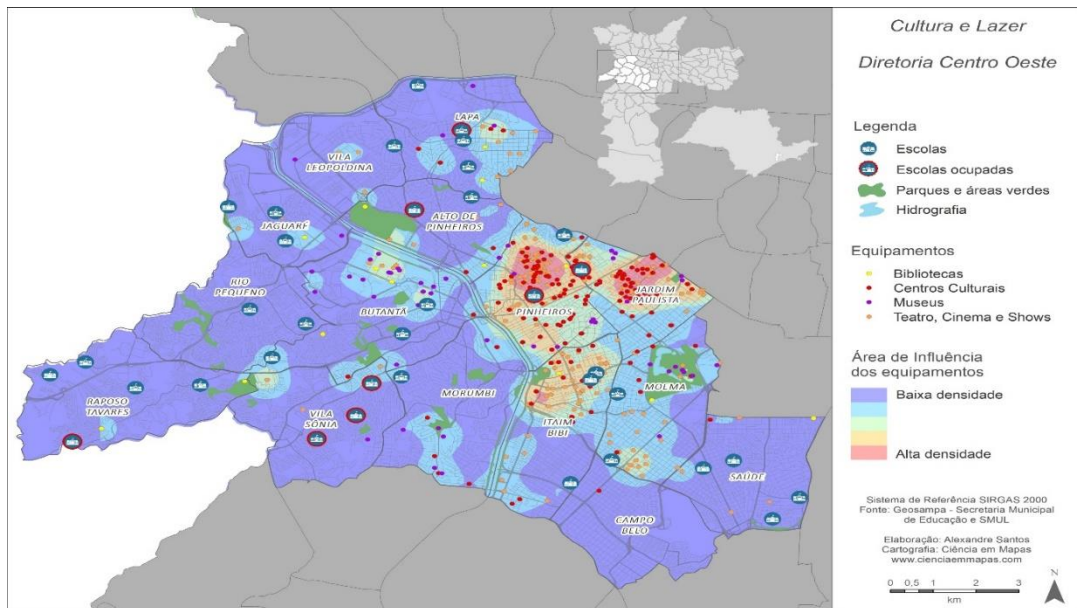 Cultura e Lazer
Diretoria Centro Oeste
Legenda
Escolas
Escolas ocupadas
Parques e áreas verdes
Hidrografia
Equipamentos
Bibliotecas
Centros Culturais
Museus
Teatro, Cinema e Shows
Área de Influência
dos equipamentos
Baixa densidade
Alta densidade
Sistema de Referência SIRGAS 2000
Fonte: Geosampa - Secretaria Municipal
de Educação e SMUL
Elaboração: Alexandre Santos
Cartografia: Ciência em Mapas
www.cienciaemmapas.com
N
0 0,5 1 2 3
km
LAPA
VILA
LEOPOLDINA
ALTO DE
PINHEIROS
JAGUARÉ
RIO
PEQUENO
BUTANTÃ
PINHEIROS
JARDIM
PAULISTA
RAPOSO
TAVARES
VILA
SÔNIA
MORUMBI
MOEMA
ITAIM
BIBI
SAÚDE
CAMPO
BELO